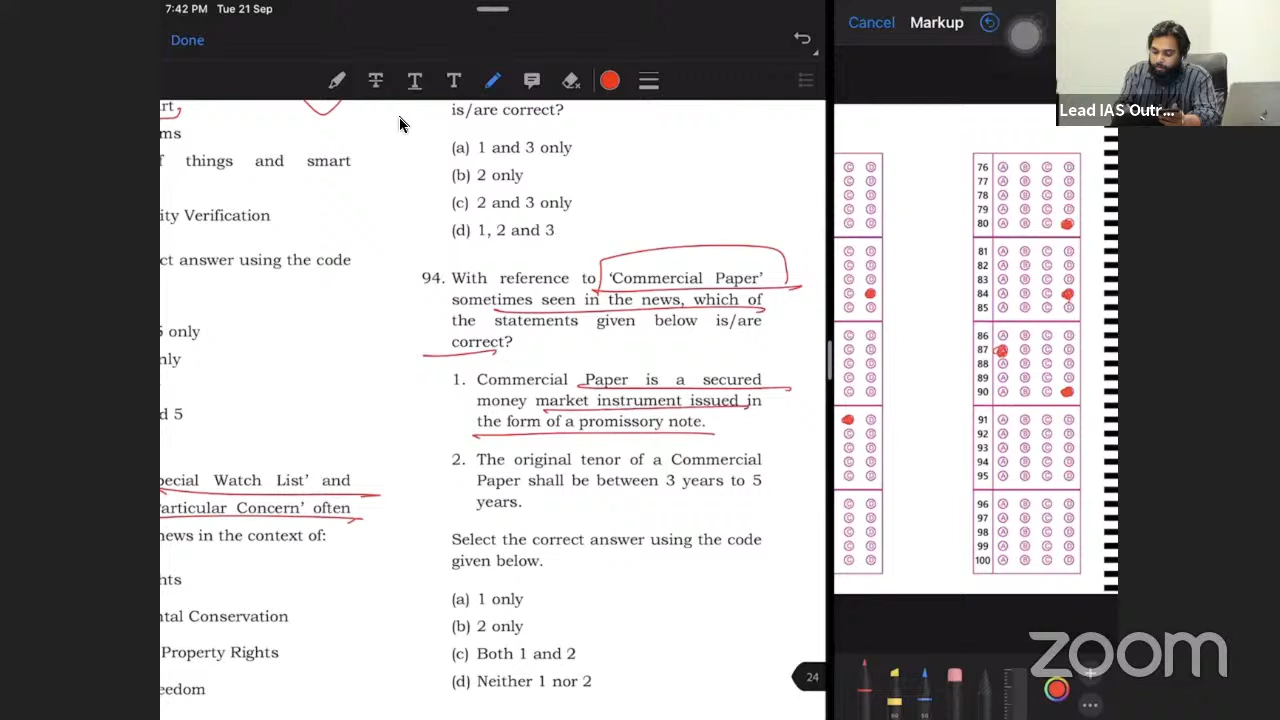 7:42 PM Tue 21 Sep
Done
Cancel Markup
Lead IAS Outr...
rt,
ms
f things and smart
ity Verification
ct answer using the code
5 only
nly
d 5
pecial Watch List' and
articular Concern' often
news in the context of:
hts
ntal Conservation
Property Rights
eedom
is/are correct?
(a) 1 and 3 only
(b) 2 only
(c) 2 and 3 only
(d) 1, 2 and 3
94. With reference to 'Commercial Paper'
sometimes seen in the news, which of
the statements given below is/are
correct?
1. Commercial Paper is a secured
money market instrument issued in
the form of a promissory note.
2. The original tenor of a Commercial
Paper shall be between 3 years to 5
years.
Select the correct answer using the code
given below.
(a) 1 only
(b) 2 only
(c) Both 1 and 2
(d) Neither 1 nor 2
24
76 A B C D
77 A B C D
78 A B C D
79 A B C D
80 A B C
81 A B C D
82 A B C D
83 A B C D
84 A B C
85 A B C D
86 A B C D
87 B C D
88 A B C D
89 A B C D
90 A B C
91 A B C D
92 A B C D
93 A B C D
94 A B C D
95 A B C D
96 A B C D
97 A B C D
98 A B C D
99 A B C D
100 A B C D
zoom